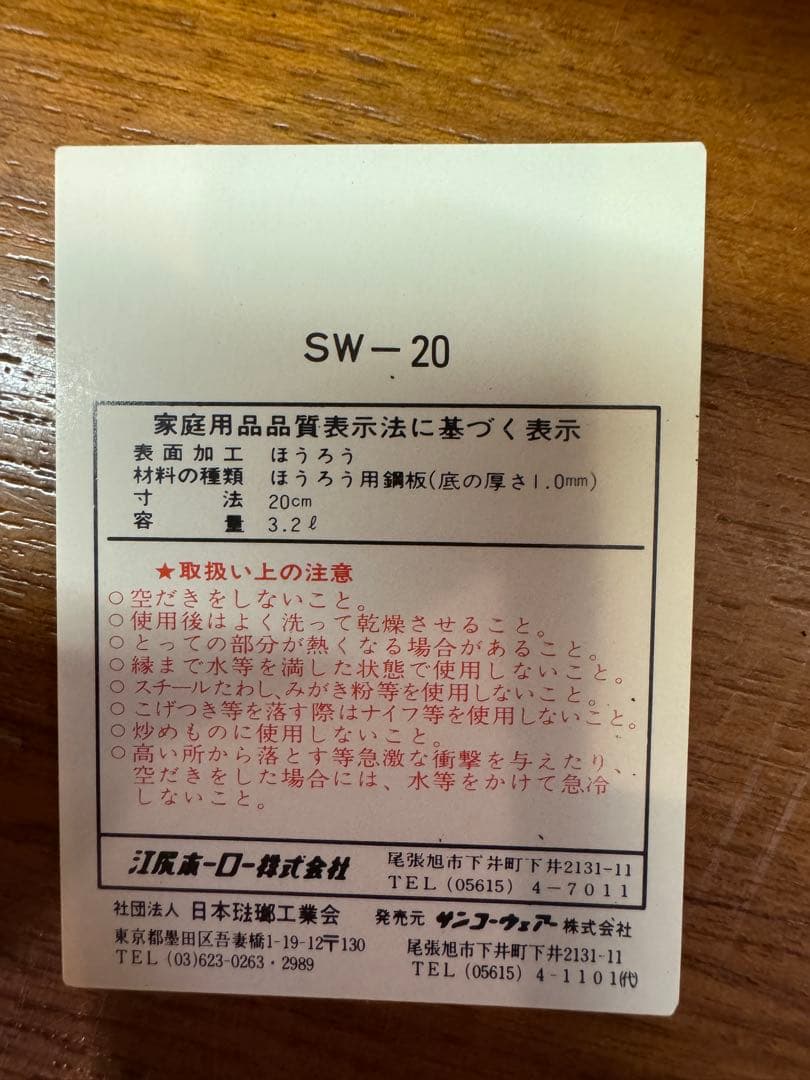 SW－20
家庭用品品質表示法に基づく表示
表面加工 ほうろう
材料の種類 ほうろう用鋼板(底の厚さ1.0mm)
寸法 20cm
容量 3.2ℓ
★取扱い上の注意
○空だきをしないこと。
○使用後はよく洗って乾燥させること。
○とっての部分が熱くなる場合があること。
○縁まで水等を満した状態で使用しないこと。
○スチールたわし、みがき粉等を使用しないこと。
○こげつき等を落す際はナイフ等を使用しないこと。
○炒めものに使用しないこと。
○高い所から落とす等急激な衝撃を与えたり、
空だきをした場合には、水等をかけて急冷
しないこと。
江尻ホーロー株式会社 尾張旭市下井町下井2131-11
TEL (05615) 4-7011
社団法人 日本琺瑯工業会 発売元 サンコーウェアー株式会社
東京都墨田区吾妻橋1-19-12〒130 尾張旭市下井町下井2131-11
TEL (03)623-0263・2989 TEL (05615) 4-1101(代)